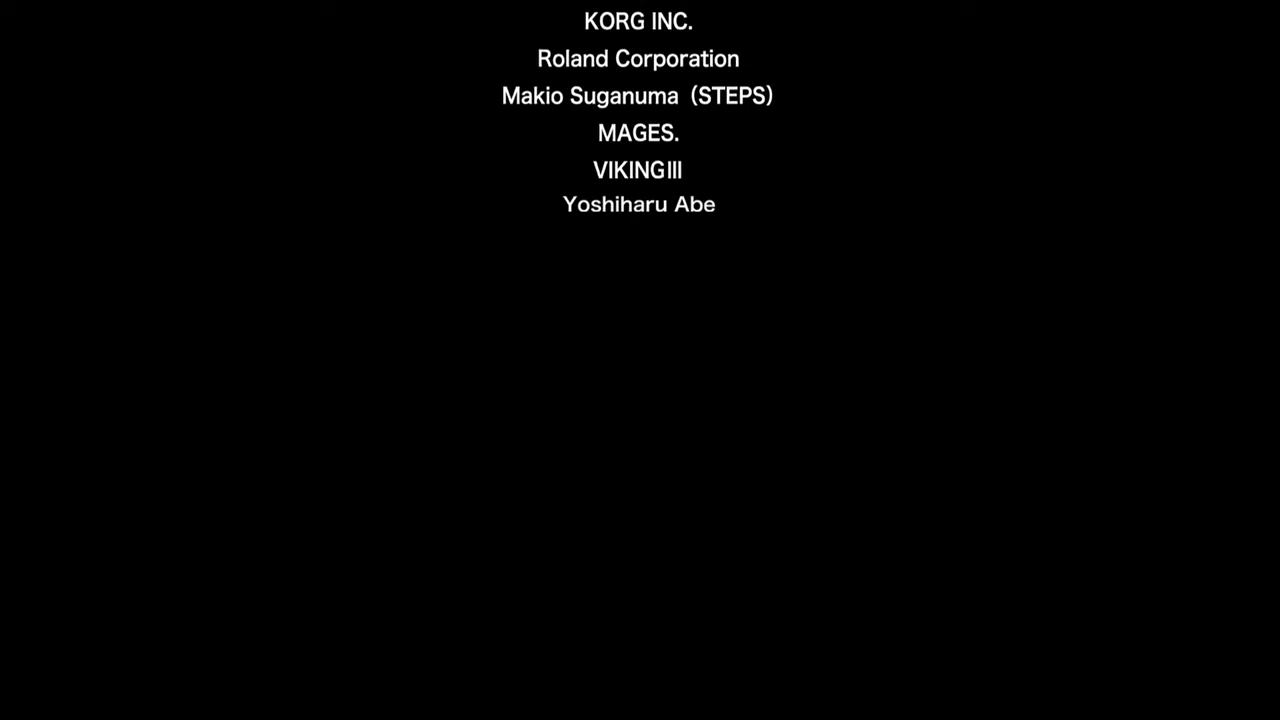 KORG INC.
Roland Corporation
Makio Suganuma（STEPS）
MAGES.
VIKINGⅢ
Yoshiharu Abe